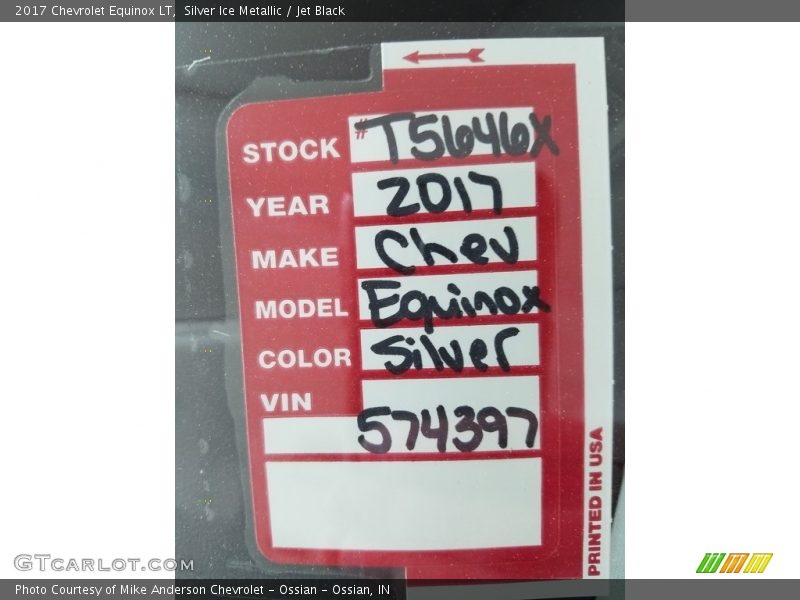 2017 Chevrolet Equinox LT, Silver Ice Metallic / Jet Black
STOCK #T5646X
YEAR 2017
MAKE Chev
MODEL Equinox
COLOR Silver
VIN
574397
PRINTED IN USA
GTCARLOT.COM
Photo Courtesy of Mike Anderson Chevrolet - Ossian - Ossian, IN